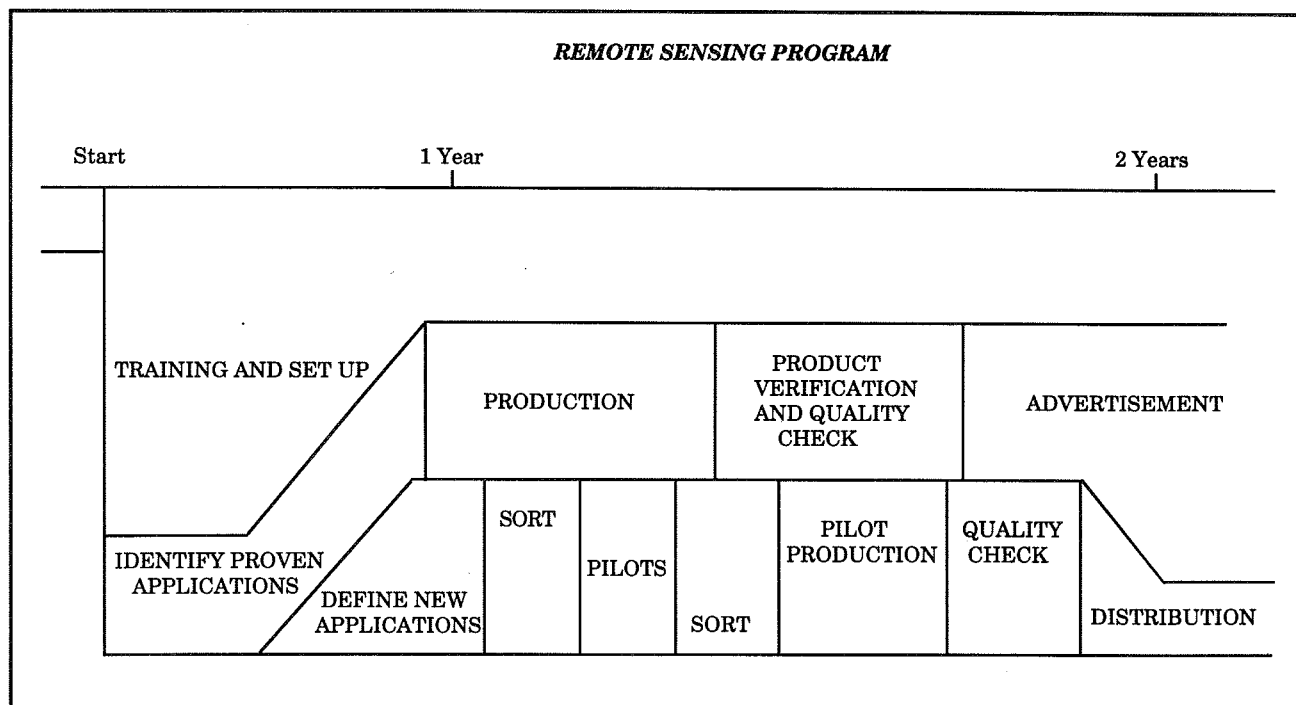 REMOTE SENSING PROGRAM
Start
1 Year
2 Years
TRAINING AND SET UP
PRODUCTION
PRODUCT
VERIFICATION
AND QUALITY
CHECK
ADVERTISEMENT
IDENTIFY PROVEN
APPLICATIONS
DEFINE NEW
APPLICATIONS
SORT
PILOTS
SORT
PILOT
PRODUCTION
QUALITY
CHECK
DISTRIBUTION